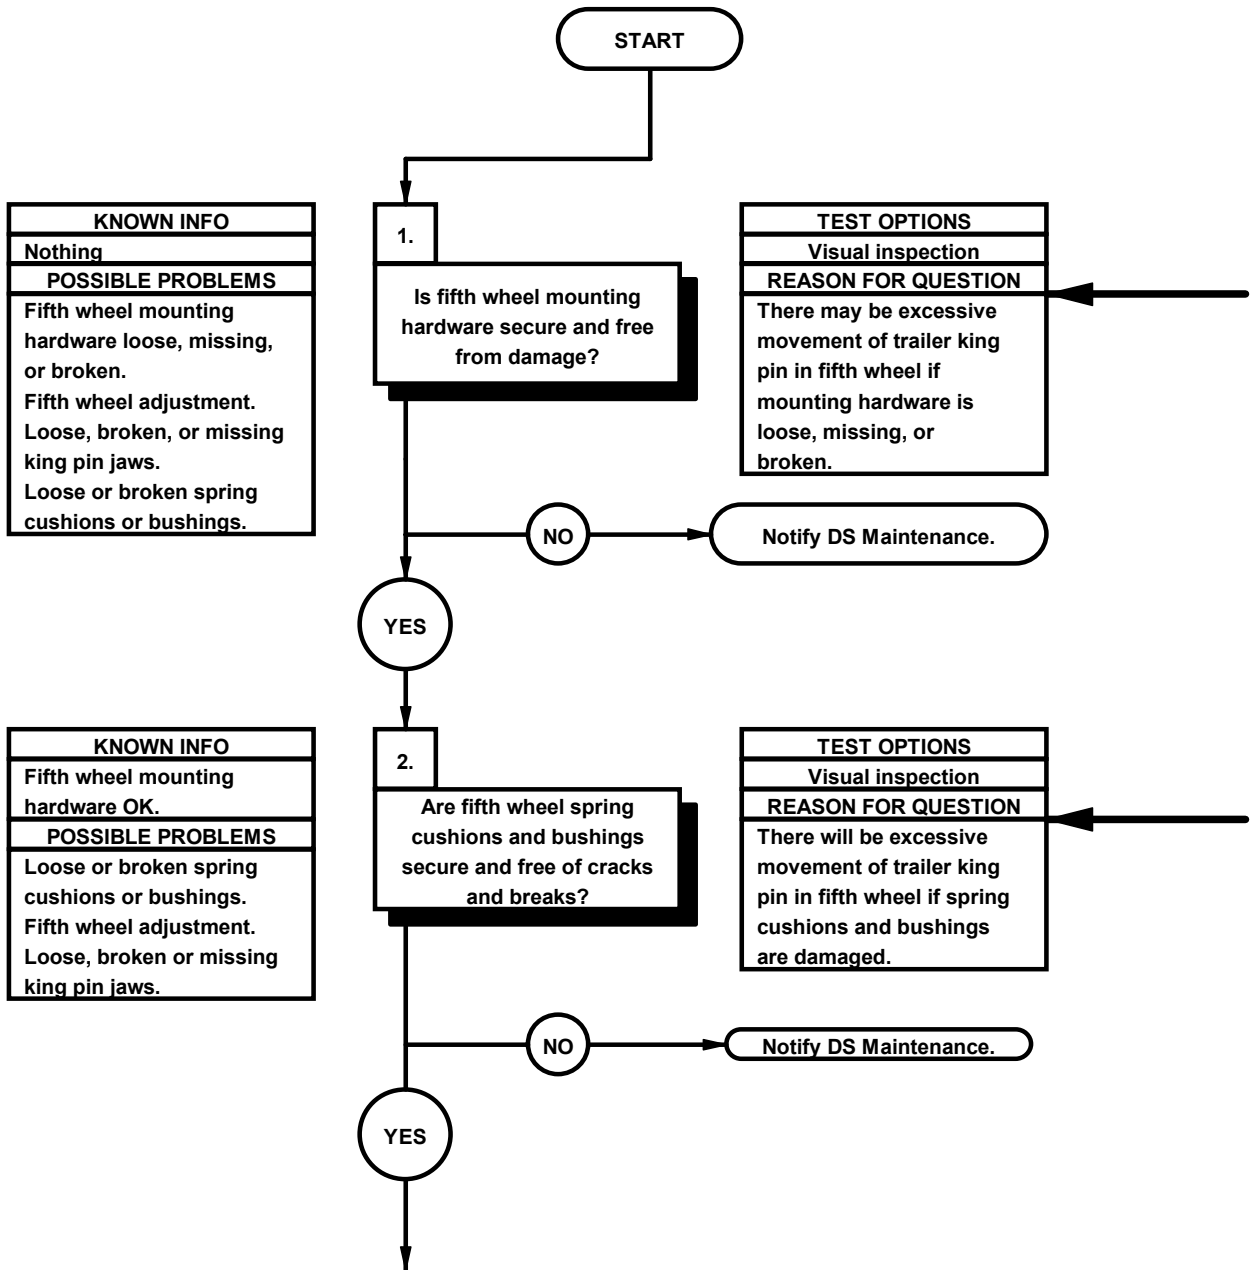 START
KNOWN INFO
Nothing
POSSIBLE PROBLEMS
Fifth wheel mounting
hardware loose, missing,
or broken.
Fifth wheel adjustment.
Loose, broken, or missing
king pin jaws.
Loose or broken spring
cushions or bushings.
1.
Is fifth wheel mounting
hardware secure and free
from damage?
TEST OPTIONS
Visual inspection
REASON FOR QUESTION
There may be excessive
movement of trailer king
pin in fifth wheel if
mounting hardware is
loose, missing, or
broken.
NO
Notify DS Maintenance.
YES
KNOWN INFO
Fifth wheel mounting
hardware OK.
POSSIBLE PROBLEMS
Loose or broken spring
cushions or bushings.
Fifth wheel adjustment.
Loose, broken or missing
king pin jaws.
2.
Are fifth wheel spring
cushions and bushings
secure and free of cracks
and breaks?
TEST OPTIONS
Visual inspection
REASON FOR QUESTION
There will be excessive
movement of trailer king
pin in fifth wheel if spring
cushions and bushings
are damaged.
NO
Notify DS Maintenance.
YES